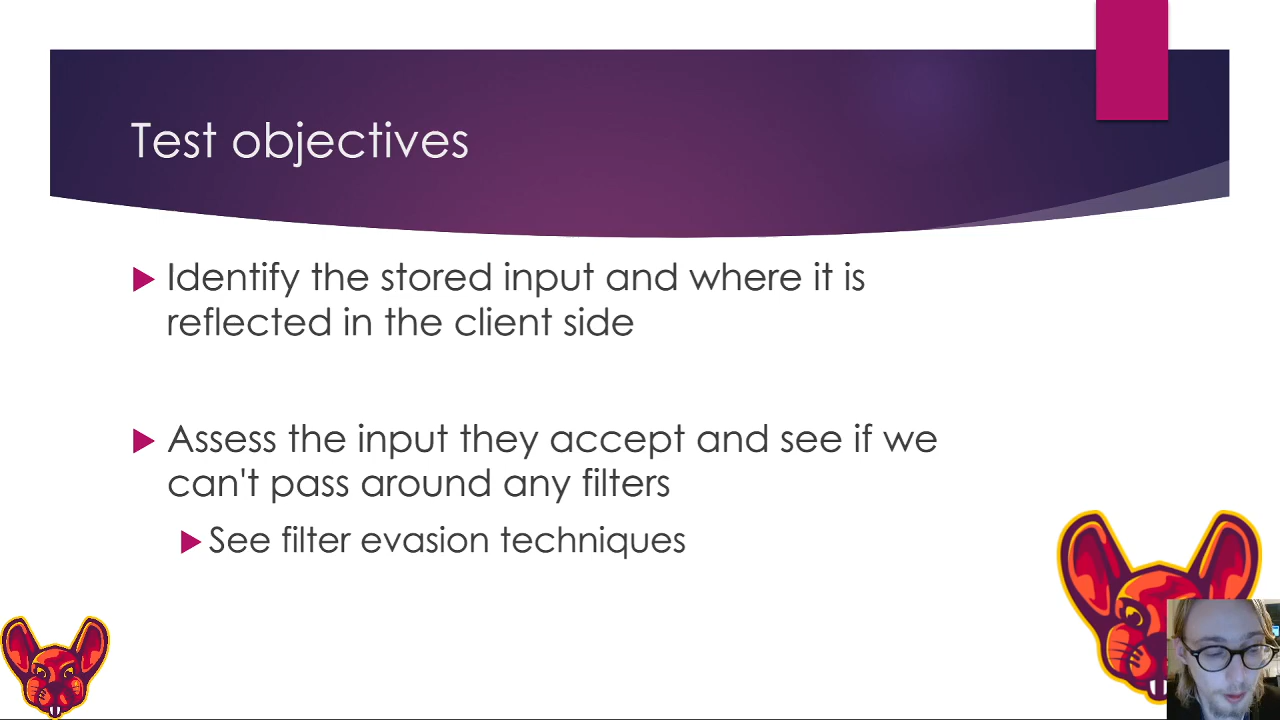 Test objectives
Identify the stored input and where it is
reflected in the client side
Assess the input they accept and see if we
can't pass around any filters
See filter evasion techniques